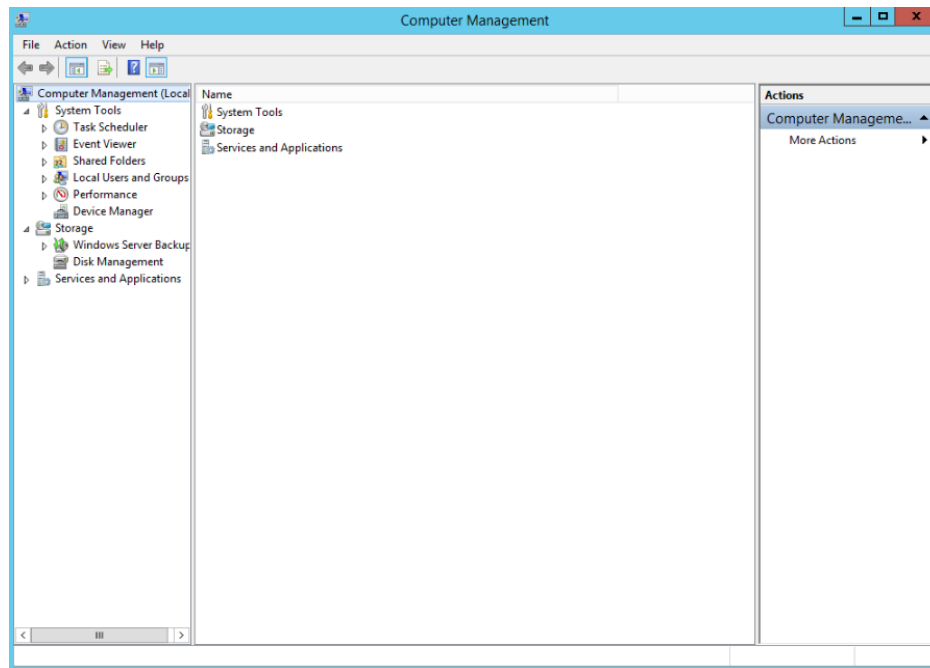 Computer Management
File Action View Help
Computer Management (Local
System Tools
Task Scheduler
Event Viewer
Shared Folders
Local Users and Groups
Performance
Device Manager
Storage
Windows Server Backup
Disk Management
Services and Applications
Name
System Tools
Storage
Services and Applications
Actions
Computer Manageme...
More Actions